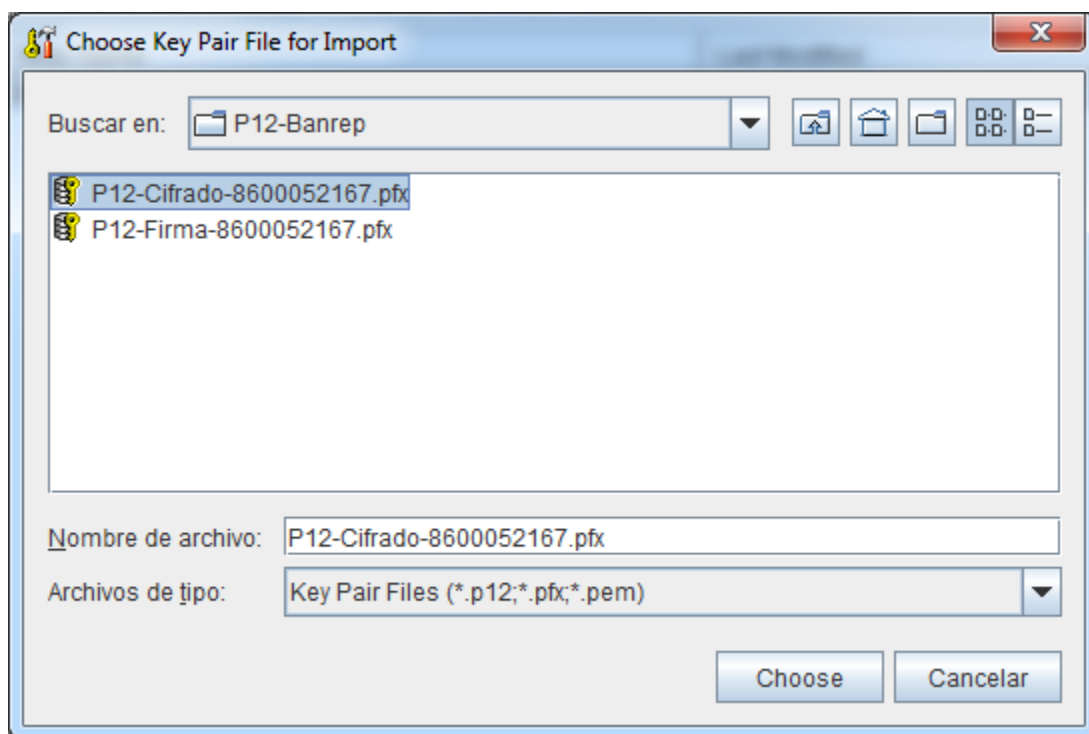 Choose Key Pair File for Import
Buscar en: P12-Banrep
P12-Cifrado-8600052167.pfx
P12-Firma-8600052167.pfx
Nombre de archivo: P12-Cifrado-8600052167.pfx
Archivos de tipo: Key Pair Files (*.p12;*.pfx;*.pem)
Choose Cancelar